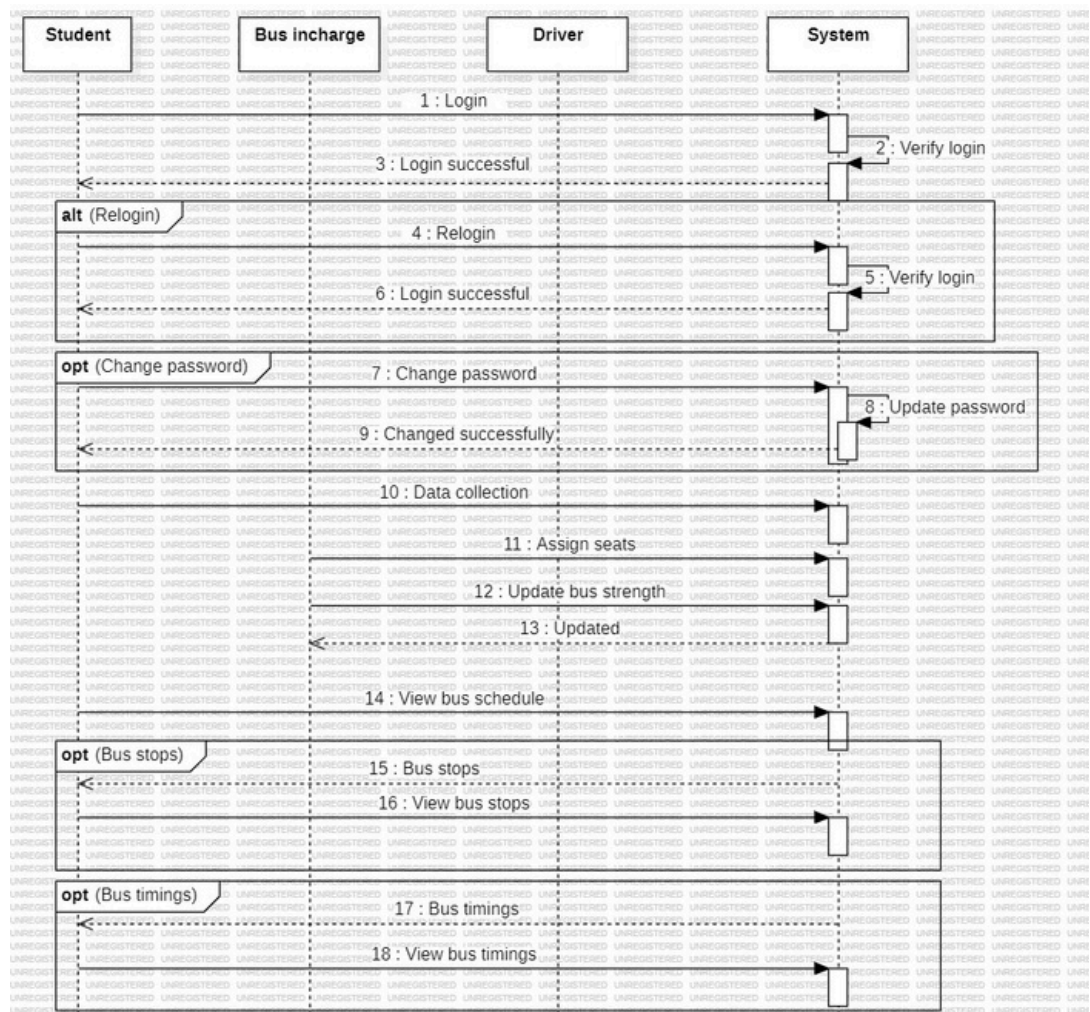 Student
Bus incharge
Driver
System
1 : Login
2 : Verify login
3 : Login successful
alt (Relogin)
4 : Relogin
5 : Verify login
6 : Login successful
opt (Change password)
7 : Change password
8 : Update password
9 : Changed successfully
10 : Data collection
11 : Assign seats
12 : Update bus strength
13 : Updated
14 : View bus schedule
opt (Bus stops)
15 : Bus stops
16 : View bus stops
opt (Bus timings)
17 : Bus timings
18 : View bus timings
UNREGISTERED